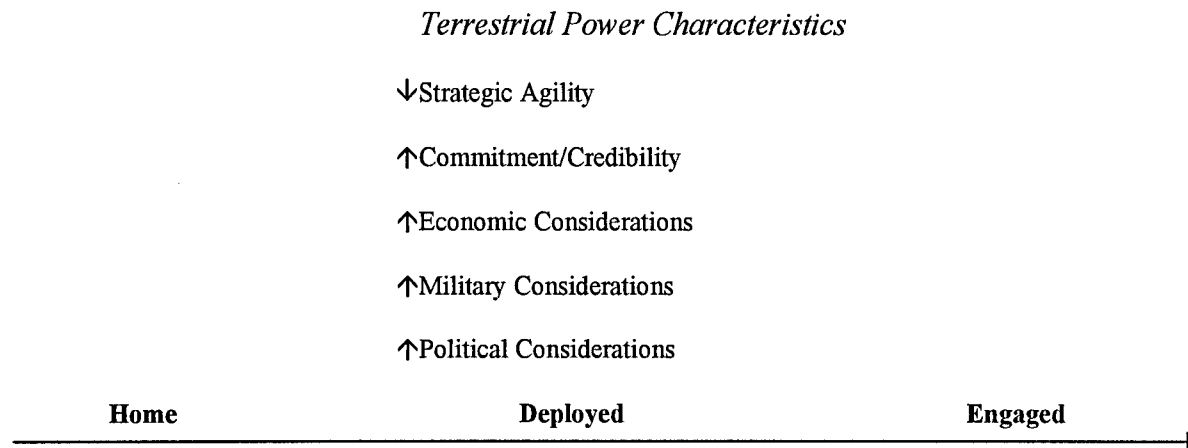 Terrestrial Power Characteristics
↓Strategic Agility
↑Commitment/Credibility
↑Economic Considerations
↑Military Considerations
↑Political Considerations
Home Deployed Engaged